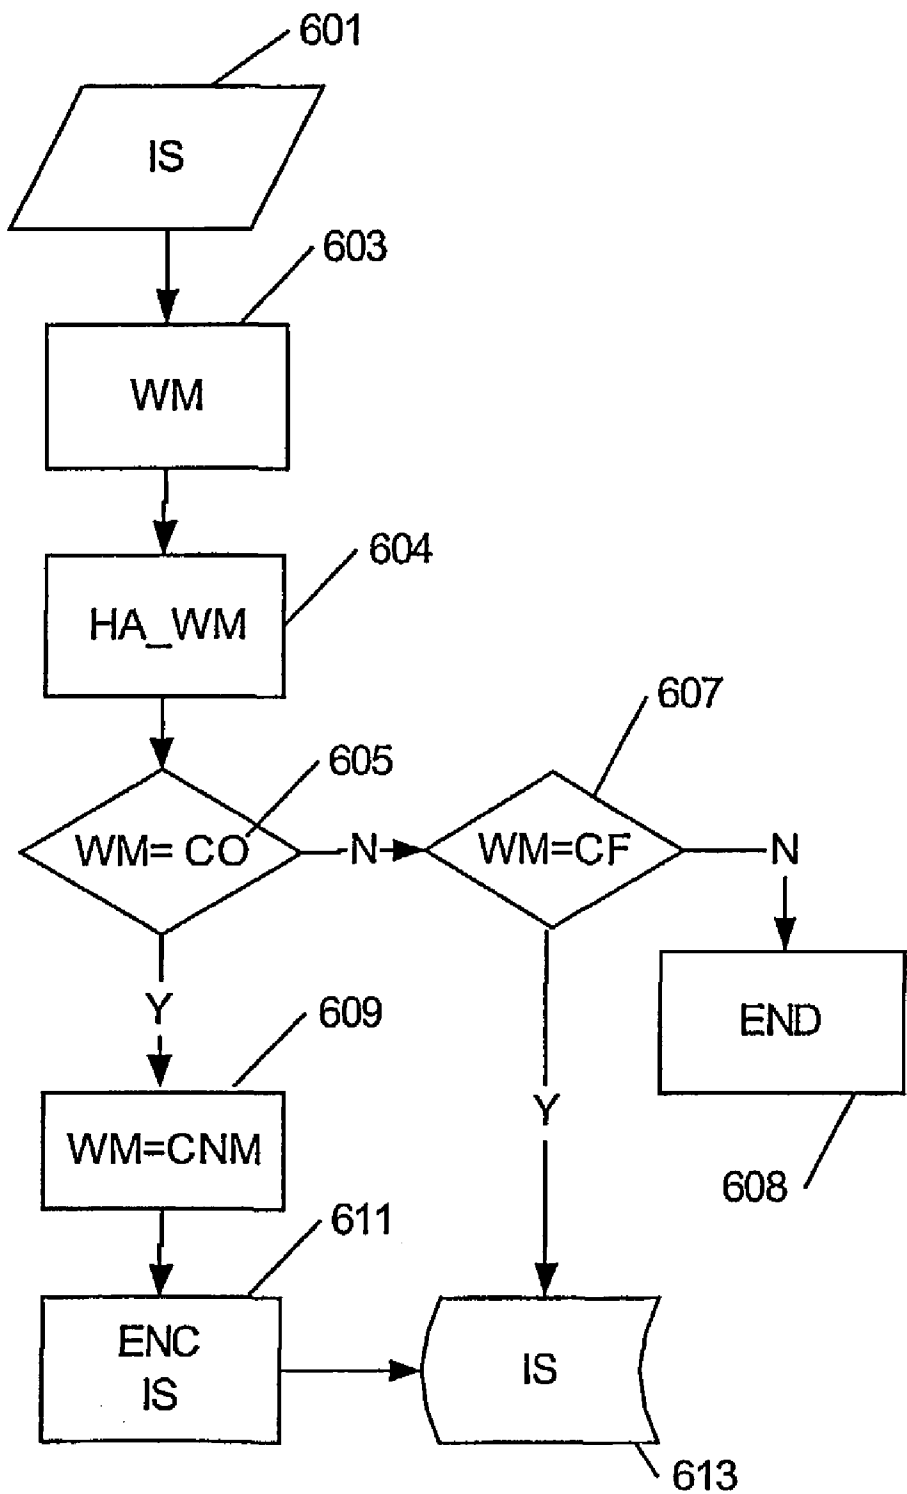 601
IS
603
WM
604
HA_WM
607
605
WM= CO
N
WM=CF
N
Y
609
END
WM=CNM
Y
608
611
ENC
IS
IS
613